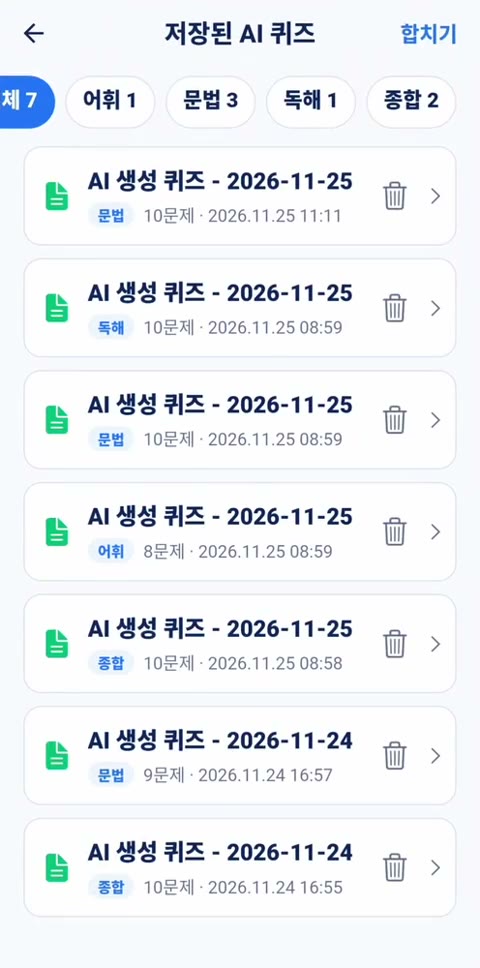 저장된 AI 퀴즈
합치기
체 7
어휘 1
문법 3
독해 1
종합 2
AI 생성 퀴즈 - 2026-11-25
문법 10문제 · 2026.11.25 11:11
AI 생성 퀴즈 - 2026-11-25
독해 10문제 · 2026.11.25 08:59
AI 생성 퀴즈 - 2026-11-25
문법 10문제 · 2026.11.25 08:59
AI 생성 퀴즈 - 2026-11-25
어휘 8문제 · 2026.11.25 08:59
AI 생성 퀴즈 - 2026-11-25
종합 10문제 · 2026.11.25 08:58
AI 생성 퀴즈 - 2026-11-24
문법 9문제 · 2026.11.24 16:57
AI 생성 퀴즈 - 2026-11-24
종합 10문제 · 2026.11.24 16:55